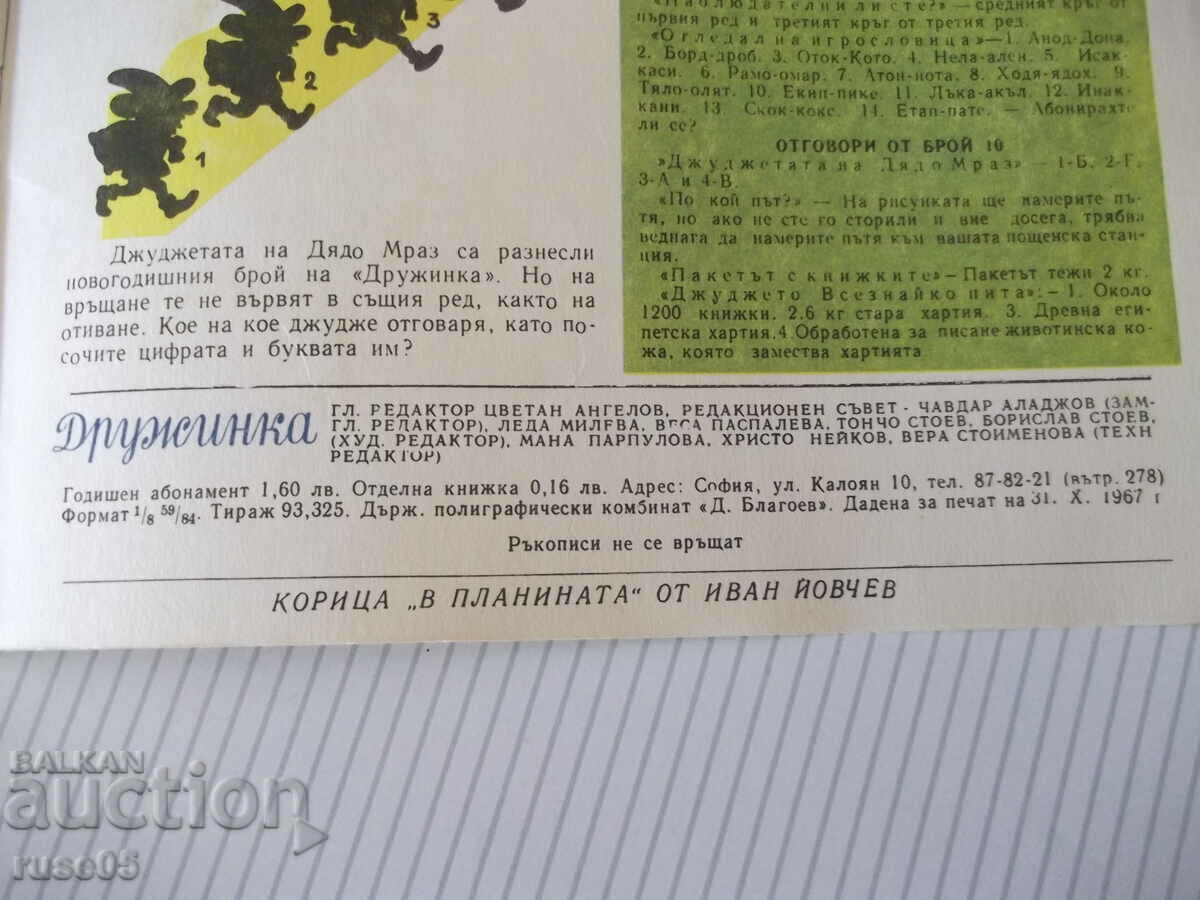 3
2
1
Джуджетата на Дядо Мраз са разнесли
новогодишния брой на «Дружинка». Но на
връщане те не вървят в същия ред, както на
отиване. Кое на кое джудже отговаря, като по-
сочите цифрата и буквата им?
«Наблюдателни ли сте?» — средният кръг от
първия ред и третият кръг от третия ред.
«Огледална игрословица» — 1. Анод-Дона.
2. Борд-дроб. 3. Оток-Кото. 4. Нела-ален. 5. Исак-
каси. 6. Рамо-омар. 7. Атон-нота. 8. Ходя-ядох. 9.
Тяло-олят. 10. Екип-пике. 11. Лъка-акъл. 12. Инак-
кани. 13. Скок-кокс. 14. Етап-пате. — Абонирахте
ли се?
ОТГОВОРИ ОТ БРОЙ 10
«Джуджетата на Дядо Мраз» — 1-Б, 2-Г,
3-А и 4-В.
«По кой път?» — На рисунката ще намерите пъ-
тя, но ако не сте го сторили и вие досега, трябва
веднага да намерите пътя към вашата пощенска стан-
ция.
«Пакетът с книжките» — Пакетът тежи 2 кг.
«Джуджето Всезнайко пита»: — 1. Около
1200 книжки. 2.6 кг стара хартия. 3. Древна еги-
петска хартия. 4 Обработена за писане животинска ко-
жа, която замества хартията
Дружинка
ГЛ. РЕДАКТОР ЦВЕТАН АНГЕЛОВ, РЕДАКЦИОНЕН СЪВЕТ - ЧАВДАР АЛАДЖОВ (ЗАМ-
ГЛ. РЕДАКТОР), ЛЕДА МИЛЕВА, ВЕСА ПАСПАЛЕВА, ТОНЧО СТОЕВ, БОРИСЛАВ СТОЕВ,
(ХУД. РЕДАКТОР), МАНА ПАРПУЛОВА, ХРИСТО НЕЙКОВ, ВЕРА СТОИМЕНОВА (ТЕХН
РЕДАКТОР)
Годишен абонамент 1,60 лв. Отделна книжка 0,16 лв. Адрес: София, ул. Калоян 10, тел. 87-82-21 (вътр. 278)
Формат 1/8 59/84. Тираж 93,325. Държ. полиграфически комбинат «Д. Благоев». Дадена за печат на 31. X. 1967 г
Ръкописи не се връщат
КОРИЦА „В ПЛАНИНАТА“ ОТ ИВАН ЙОВЧЕВ
BALKAN
auction
ruse05